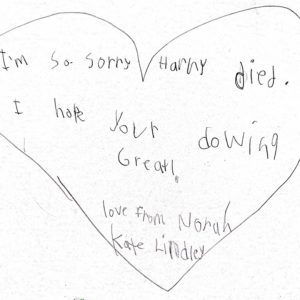 I'm so sorry Harry died.
I hope your dowing
Great!
love from Norah
Kate Lindley